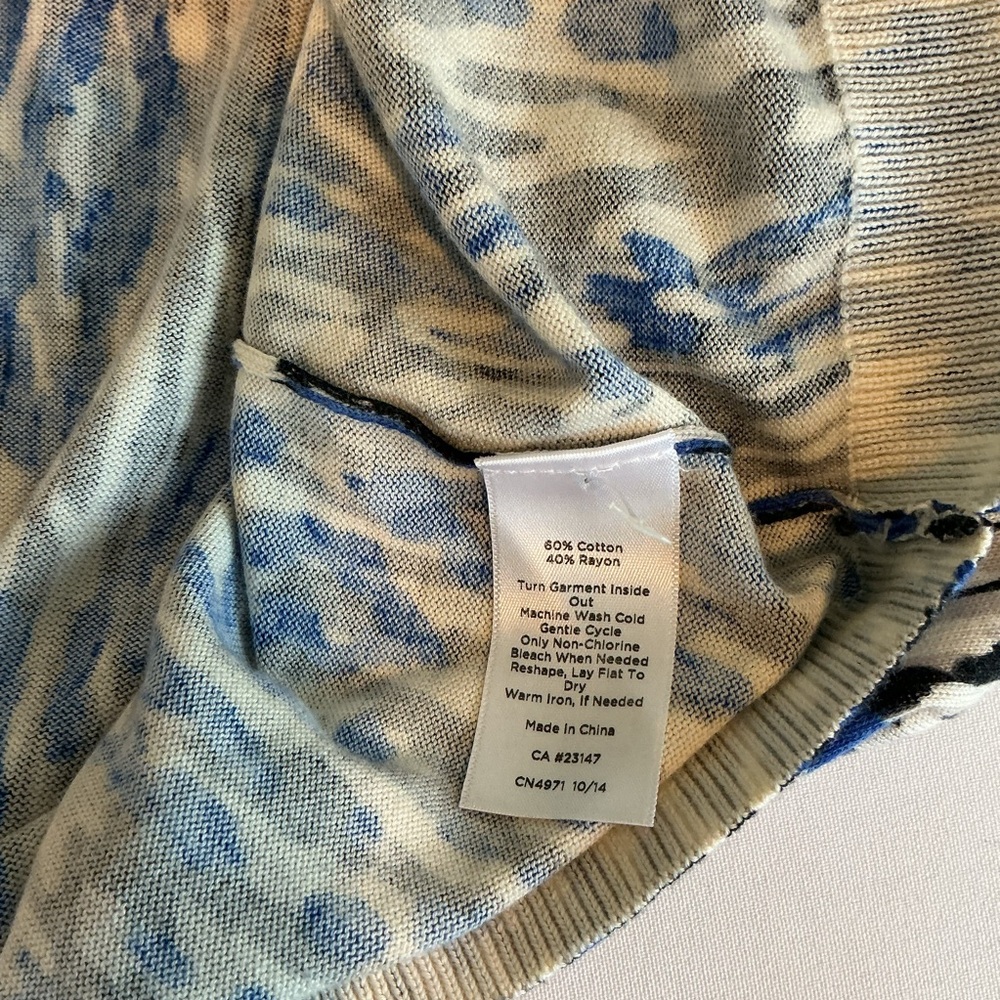 60% Cotton
40% Rayon
Turn Garment Inside
Out
Machine Wash Cold
Gentle Cycle
Only Non-Chlorine
Bleach When Needed
Reshape, Lay Flat To
Dry
Warm Iron, If Needed
Made in China
CA #23147
CN4971 10/14